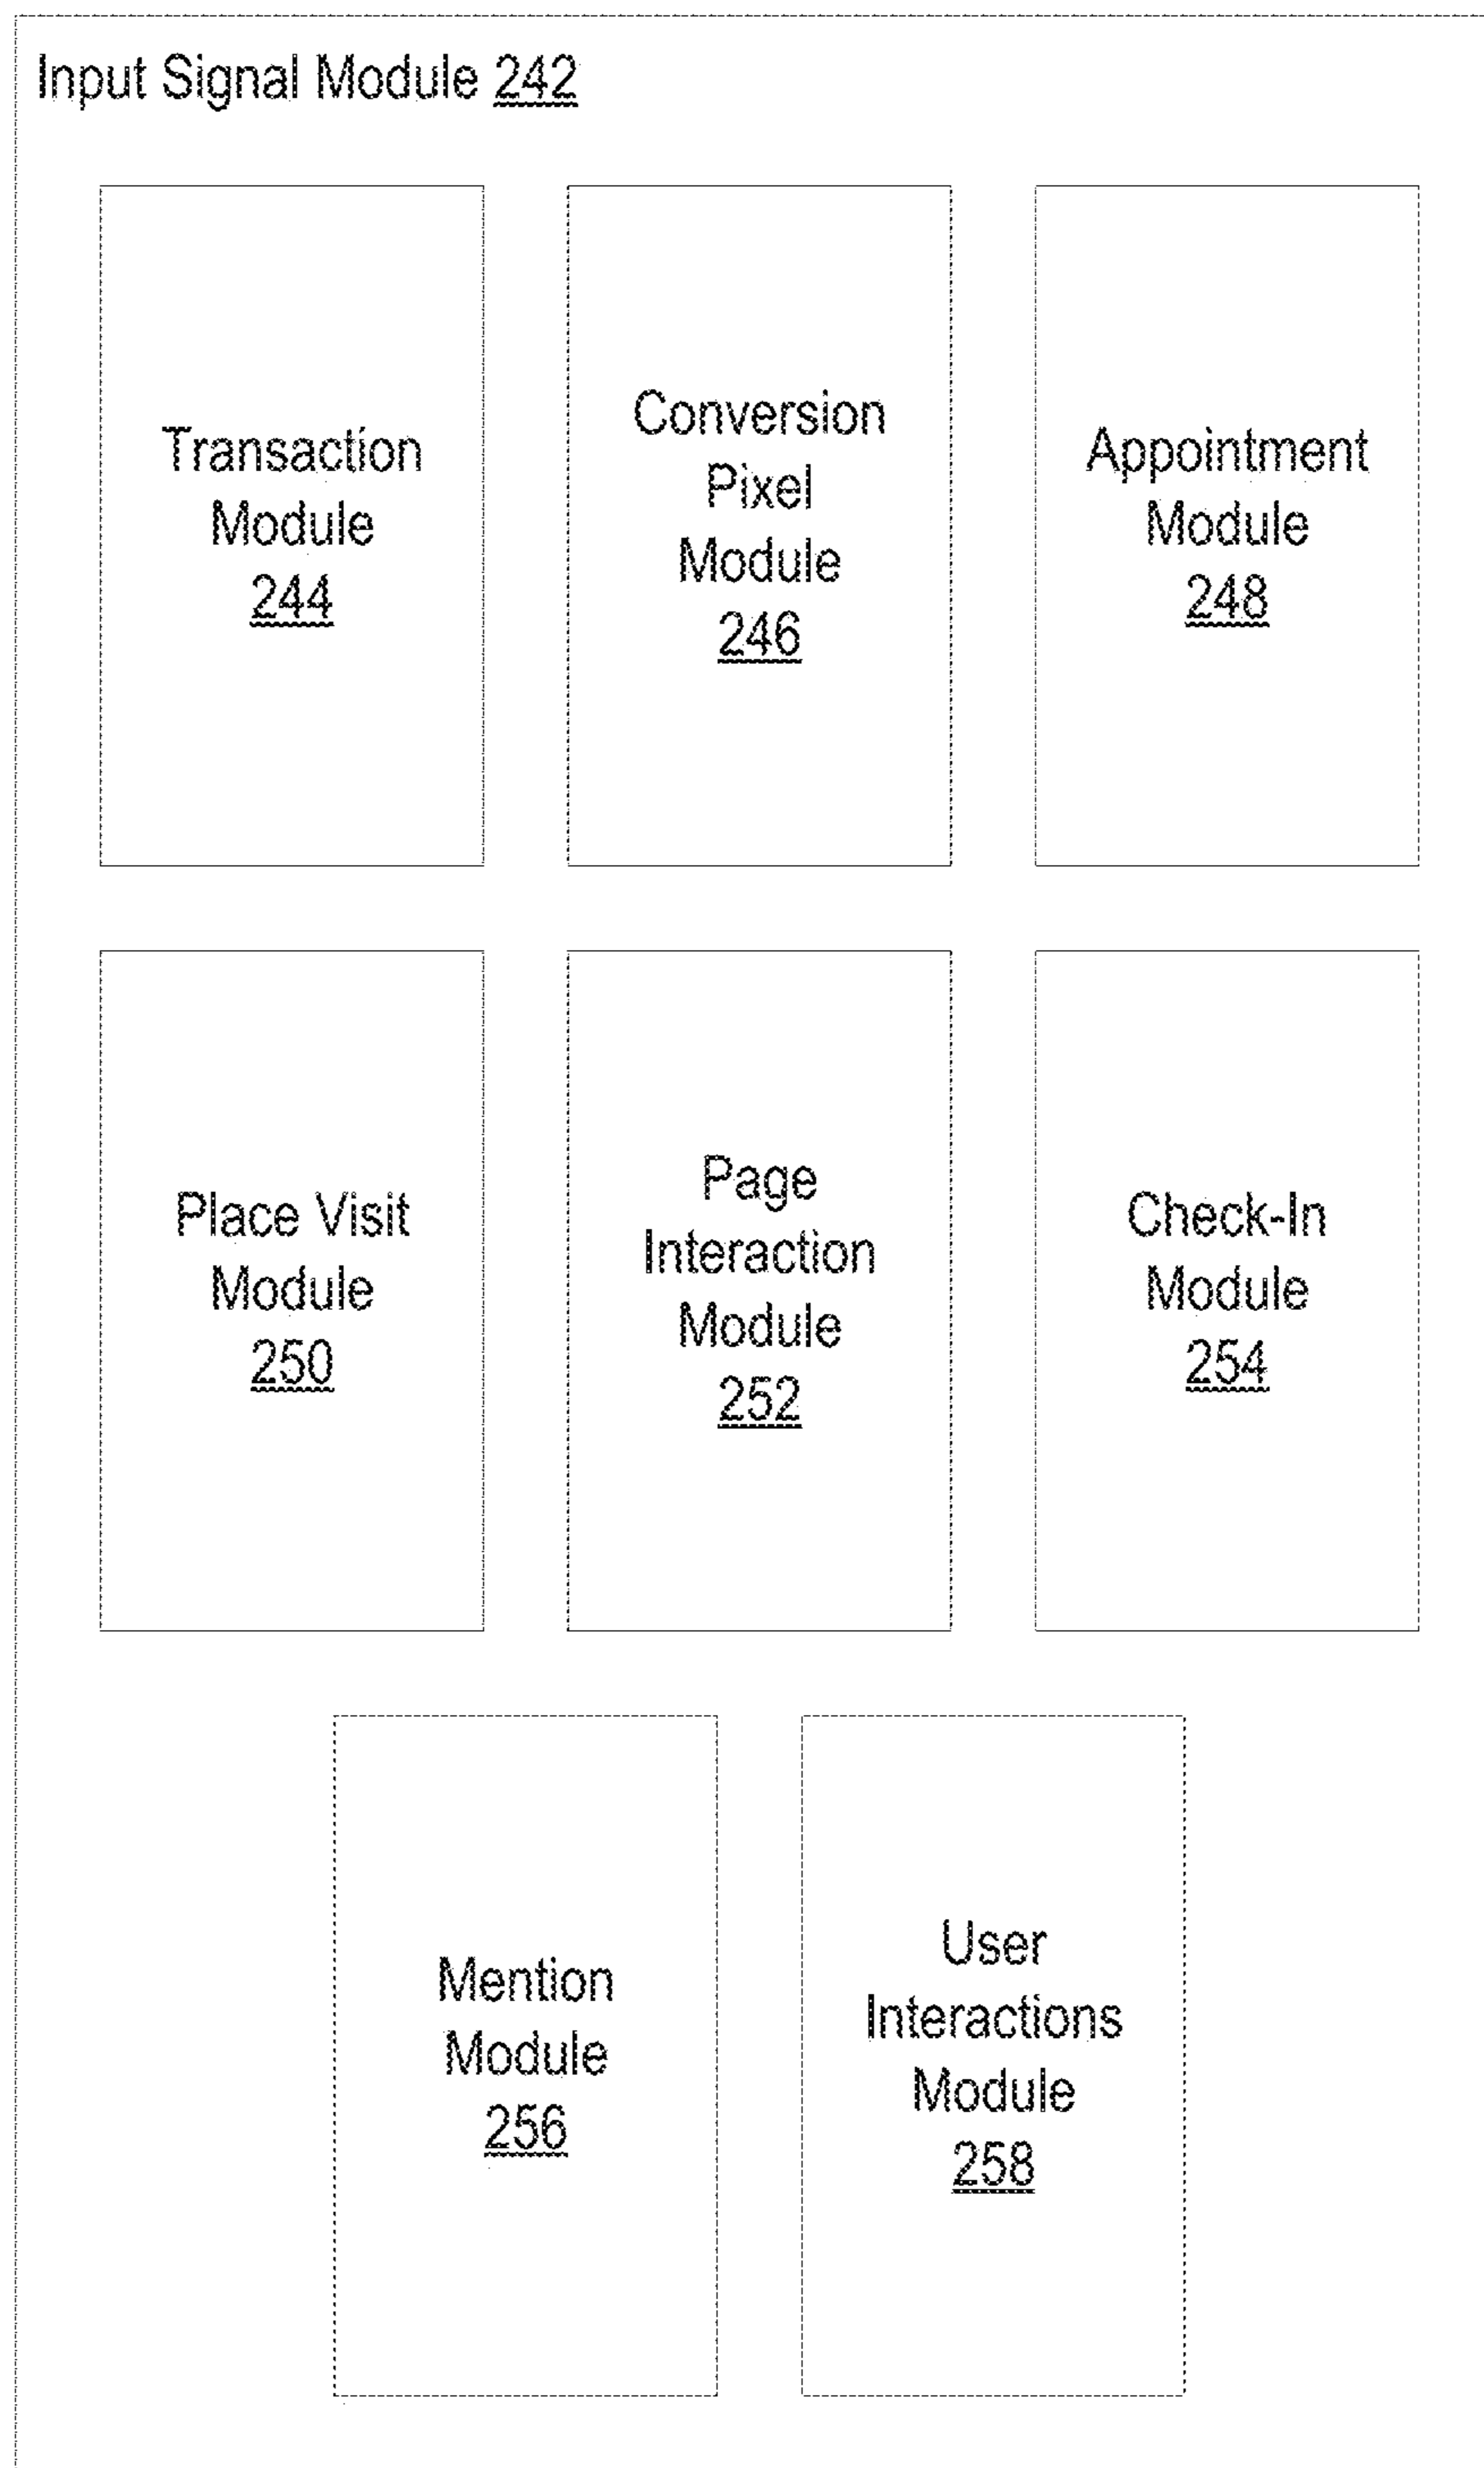 Input Signal Module 242
Transaction
Module
244
Conversion
Pixel
Module
246
Appointment
Module
248
Place Visit
Module
250
Page
Interaction
Module
252
Check-In
Module
254
Mention
Module
256
User
Interactions
Module
258